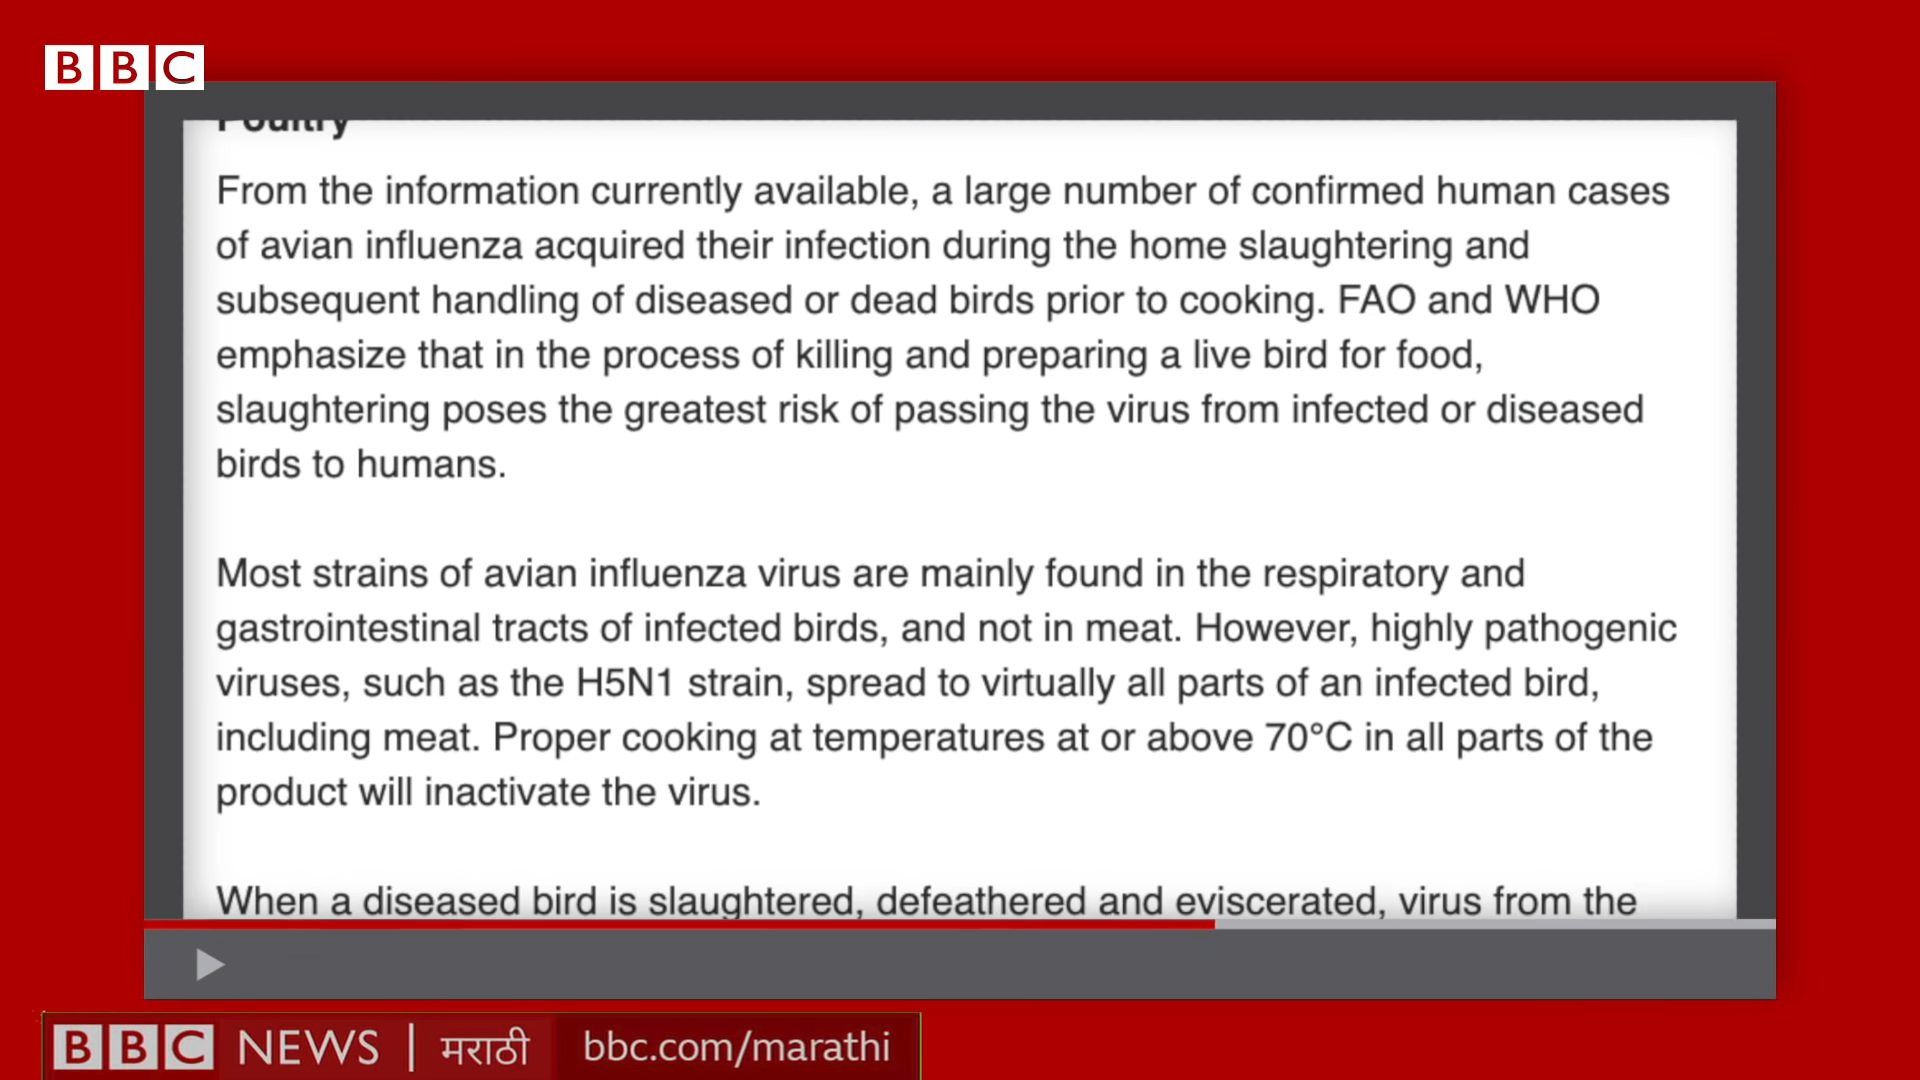 BBC
Poultry
From the information currently available, a large number of confirmed human cases
of avian influenza acquired their infection during the home slaughtering and
subsequent handling of diseased or dead birds prior to cooking. FAO and WHO
emphasize that in the process of killing and preparing a live bird for food,
slaughtering poses the greatest risk of passing the virus from infected or diseased
birds to humans.
Most strains of avian influenza virus are mainly found in the respiratory and
gastrointestinal tracts of infected birds, and not in meat. However, highly pathogenic
viruses, such as the H5N1 strain, spread to virtually all parts of an infected bird,
including meat. Proper cooking at temperatures at or above 70°C in all parts of the
product will inactivate the virus.
When a diseased bird is slaughtered, defeathered and eviscerated, virus from the
BBC NEWS | मराठी bbc.com/marathi